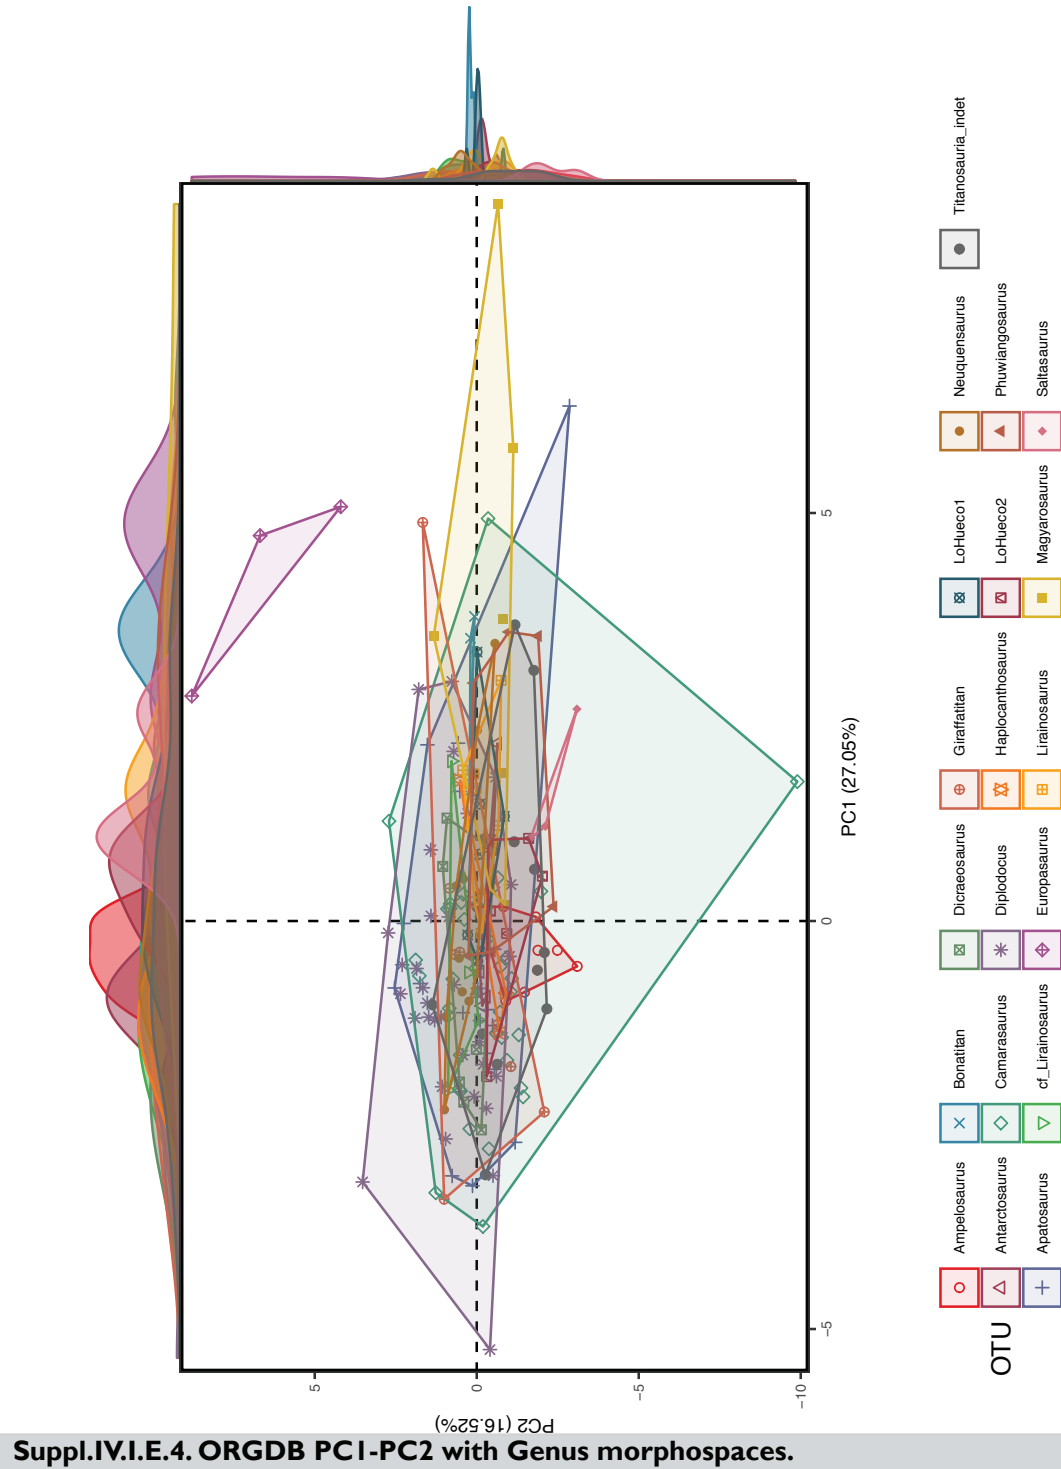 5
0
−5
−10
PC2 (16.52%)
−5
0
5
PC1 (27.05%)
OTU
Ampelosaurus
Antarctosaurus
Apatosaurus
Bonatitan
Camarasaurus
cf_Lirainosaurus
Dicraeosaurus
Diplodocus
Europasaurus
Giraffatitan
Haplocanthosaurus
Lirainosaurus
LoHueco1
LoHueco2
Magyarosaurus
Neuquensaurus
Phuwiangosaurus
Saltasaurus
Titanosauria_indet
Suppl.IV.I.E.4. ORGDB PC1-PC2 with Genus morphospaces.